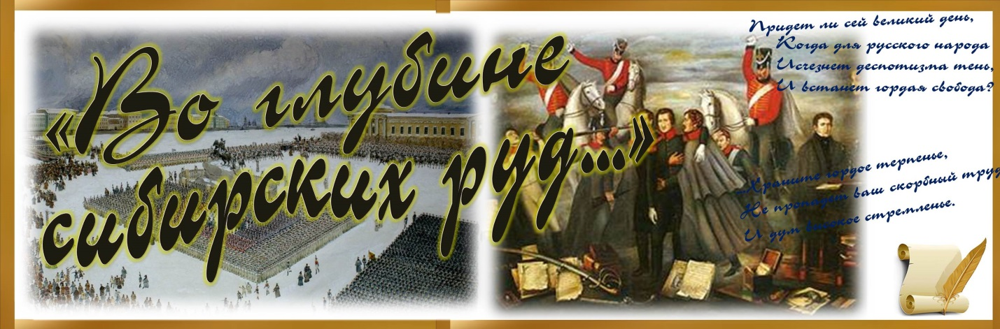 «Во глубине
сибирских руд...»
Придет ли сей великий день,
Когда для русского народа
Исчезнет деспотизма тень,
И встанет гордая свобода?
...Храните гордое терпенье,
Не пропадет ваш скорбный труд
И дум высокое стремленье.